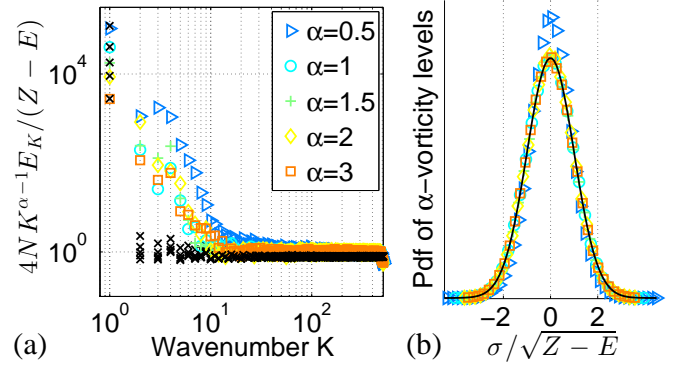 4N K^{α−1}E_K/(Z − E)
10^4
10^0
α=0.5
α=1
α=1.5
α=2
α=3
10^0 10^1 10^2
(a) Wavenumber K
Pdf of α−vorticity levels
−2 0 2
(b) σ/√(Z − E)